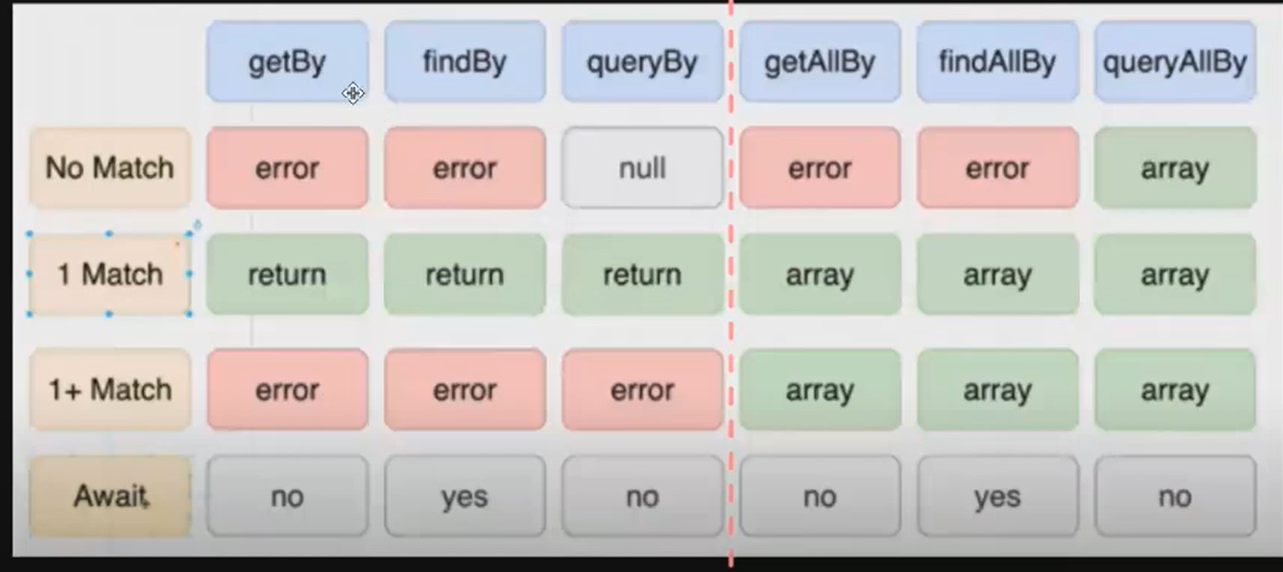 getBy findBy queryBy getAllBy findAllBy queryAllBy
No Match error error null error error array
1 Match return return return array array array
1+ Match error error error array array array
Await no yes no no yes no